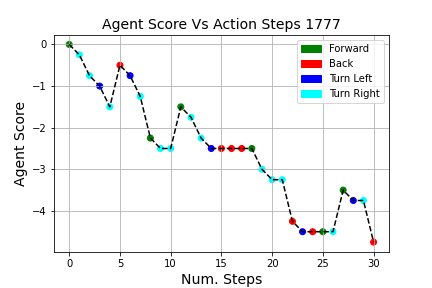 Agent Score Vs Action Steps 1777
Forward
Back
Turn Left
Turn Right
0
−1
−2
−3
−4
Agent Score
0 5 10 15 20 25 30
Num. Steps